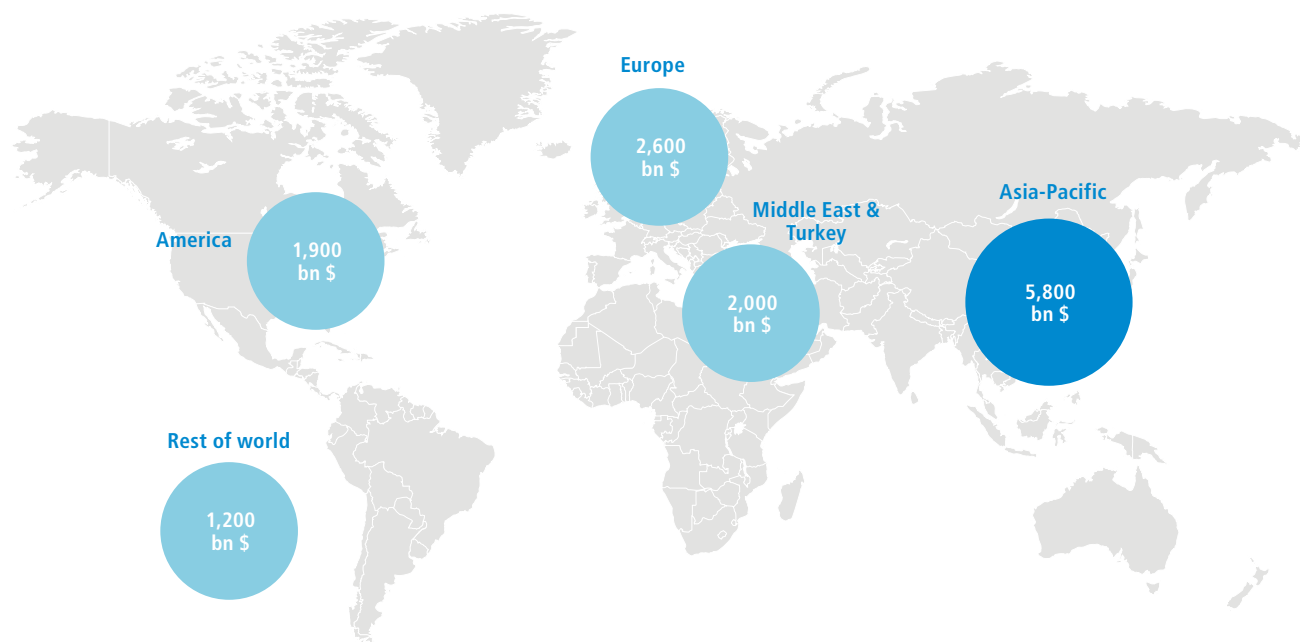 Europe
2,600
bn $
Middle East &
Turkey
2,000
bn $
Asia-Pacific
5,800
bn $
America
1,900
bn $
Rest of world
1,200
bn $